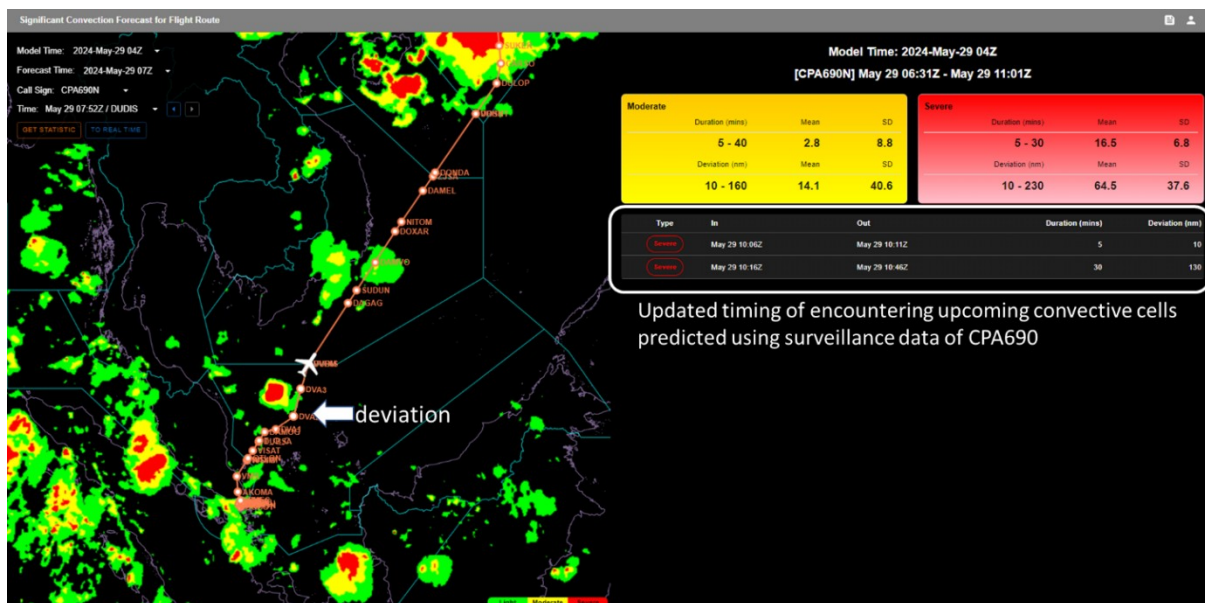 Significant Convection Forecast for Flight Route
Model Time: 2024-May-29 04Z
Forecast Time: 2024-May-29 07Z
Call Sign: CPA690N
Time: May 29 07:52Z / DUDIS
GET STATISTIC TO REAL TIME
DULOP
DONDA
DAMEL
NITOM
DOXAR
SUDUN
DAGAG
DVA3
deviation
DVA1
VISAT
AKOMA
Light Moderate Severe
Model Time: 2024-May-29 04Z
[CPA690N] May 29 06:31Z - May 29 11:01Z
Moderate
Duration (mins) Mean SD
5 - 40 2.8 8.8
Deviation (nm) Mean SD
10 - 160 14.1 40.6
Severe
Duration (mins) Mean SD
5 - 30 16.5 6.8
Deviation (nm) Mean SD
10 - 230 64.5 37.6
Type In Out Duration (mins) Deviation (nm)
Severe May 29 10:06Z May 29 10:11Z 5 10
Severe May 29 10:16Z May 29 10:46Z 30 130
Updated timing of encountering upcoming convective cells
predicted using surveillance data of CPA690